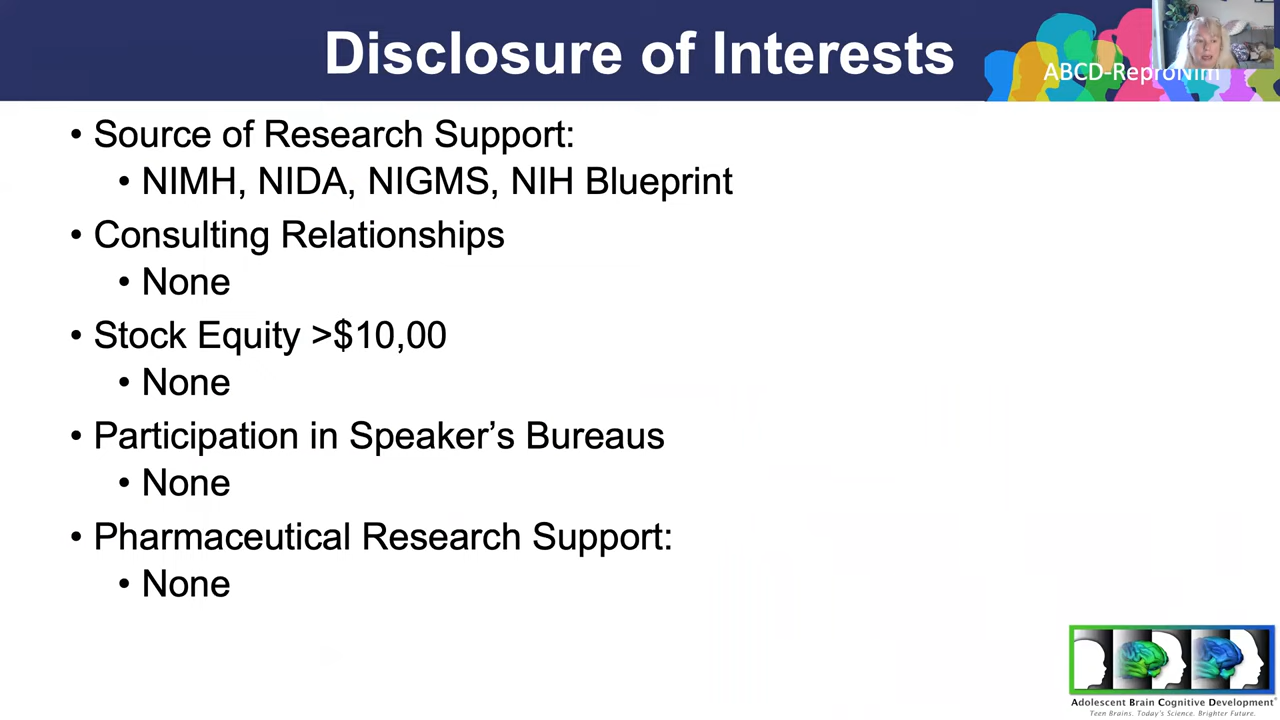 Disclosure of Interests
ABCD-ReproNim
• Source of Research Support:
• NIMH, NIDA, NIGMS, NIH Blueprint
• Consulting Relationships
• None
• Stock Equity >$10,00
• None
• Participation in Speaker’s Bureaus
• None
• Pharmaceutical Research Support:
• None
Adolescent Brain Cognitive Development
Teen Brains. Today's Science. Brighter Future.